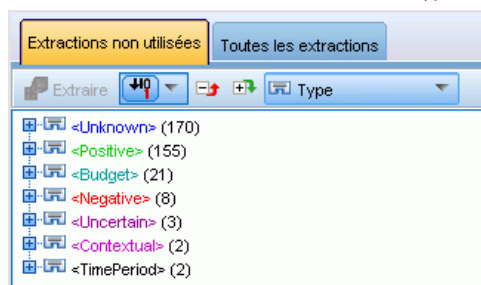 Extractions non utilisées Toutes les extractions
Extraire Type
<Unknown> (170)
<Positive> (155)
<Budget> (21)
<Negative> (8)
<Uncertain> (3)
<Contextual> (2)
<TimePeriod> (2)